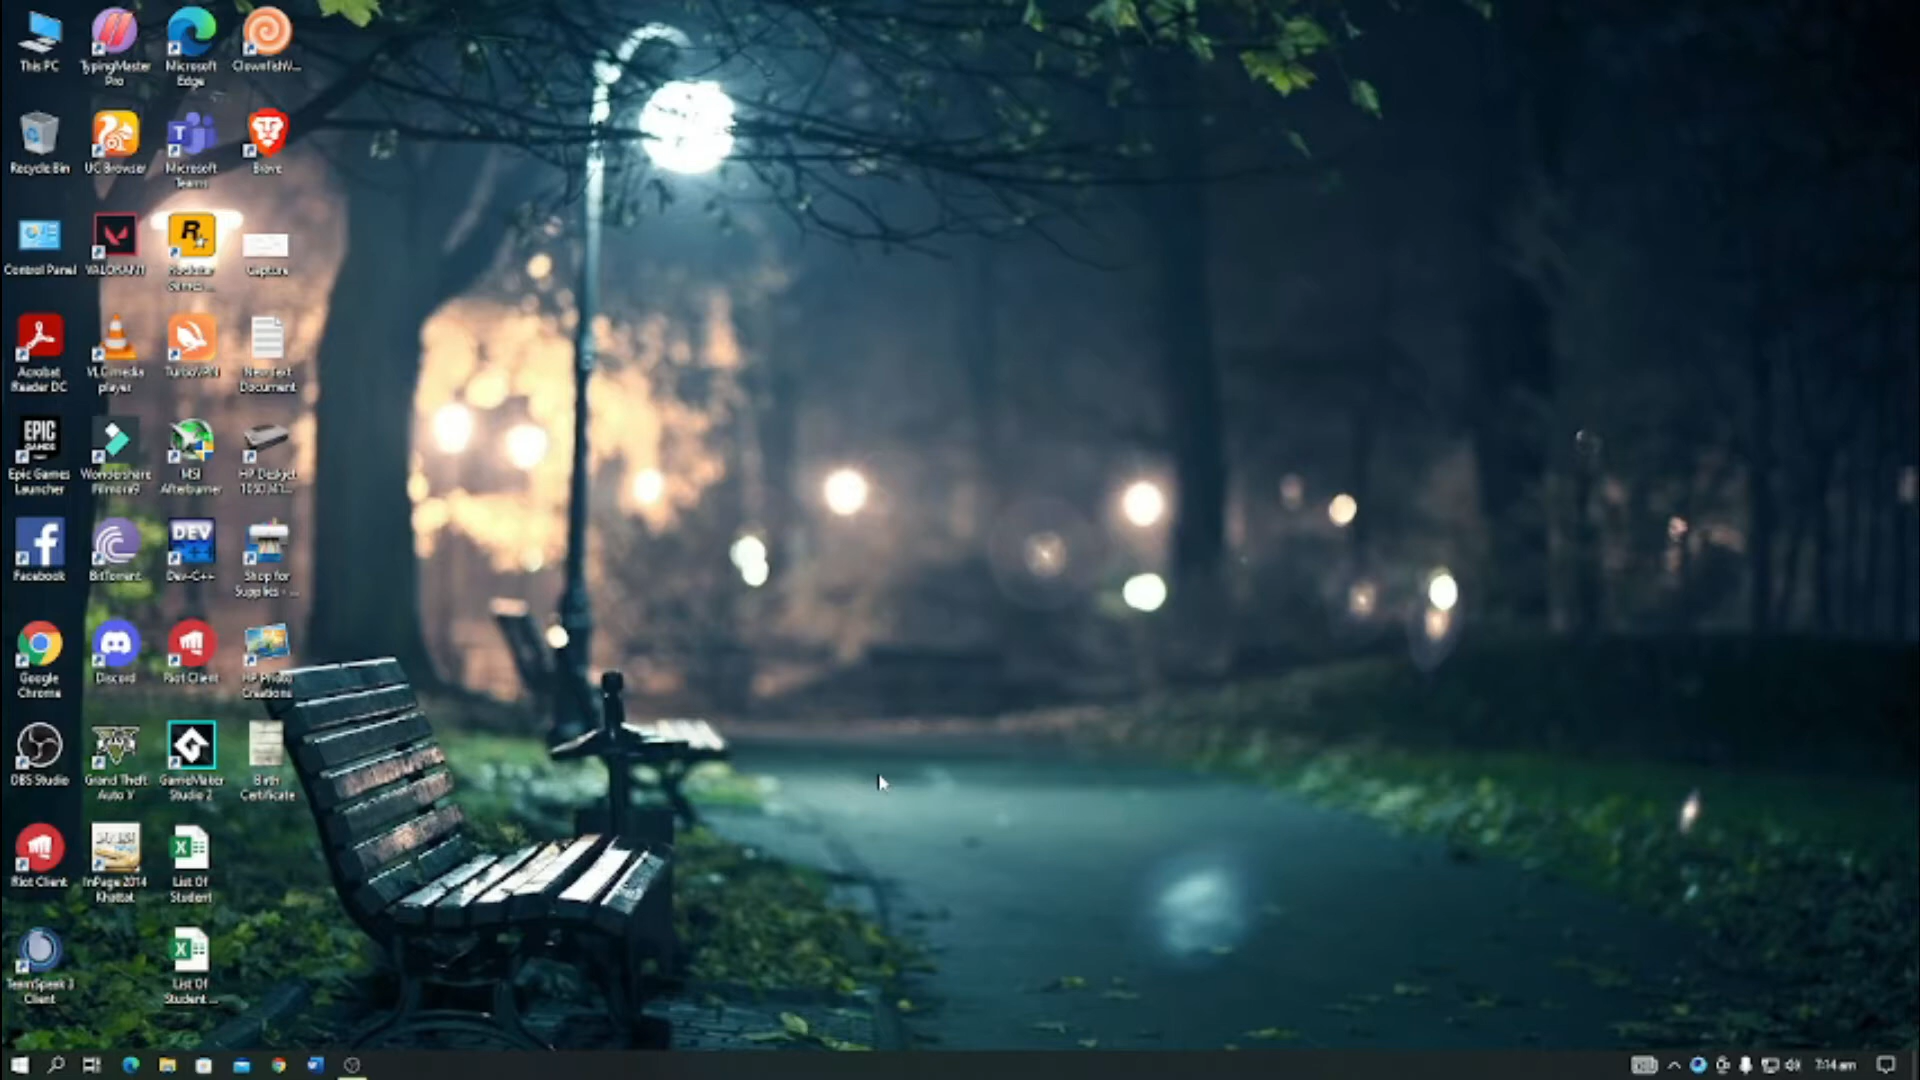 This PC
TypingMaster
Pro
Microsoft
Edge
ClownfishV...
Recycle Bin
UC Browser
Microsoft
Teams
Brave
Control Panel
VALORANT
Rockstar
Games ...
Capture
Acrobat
Reader DC
VLC media
player
TurboVPN
New Text
Document
EPIC
GAMES
Epic Games
Launcher
Wondershare
Filmora9
MSI
Afterburner
HP Deskjet
Facebook
BitTorrent
DEV
C++
Dev-C++
Shop for
Supplies - ...
Google
Chrome
Discord
Riot Client
HP Photo
Creations
OBS Studio
Grand Theft
Auto V
GameMaker
Studio 2
Birth
Certificate
Riot Client
InPage 2014
Khattat
List Of
Student
TeamSpeak 3
Client
List Of
Student ...
7:14 am